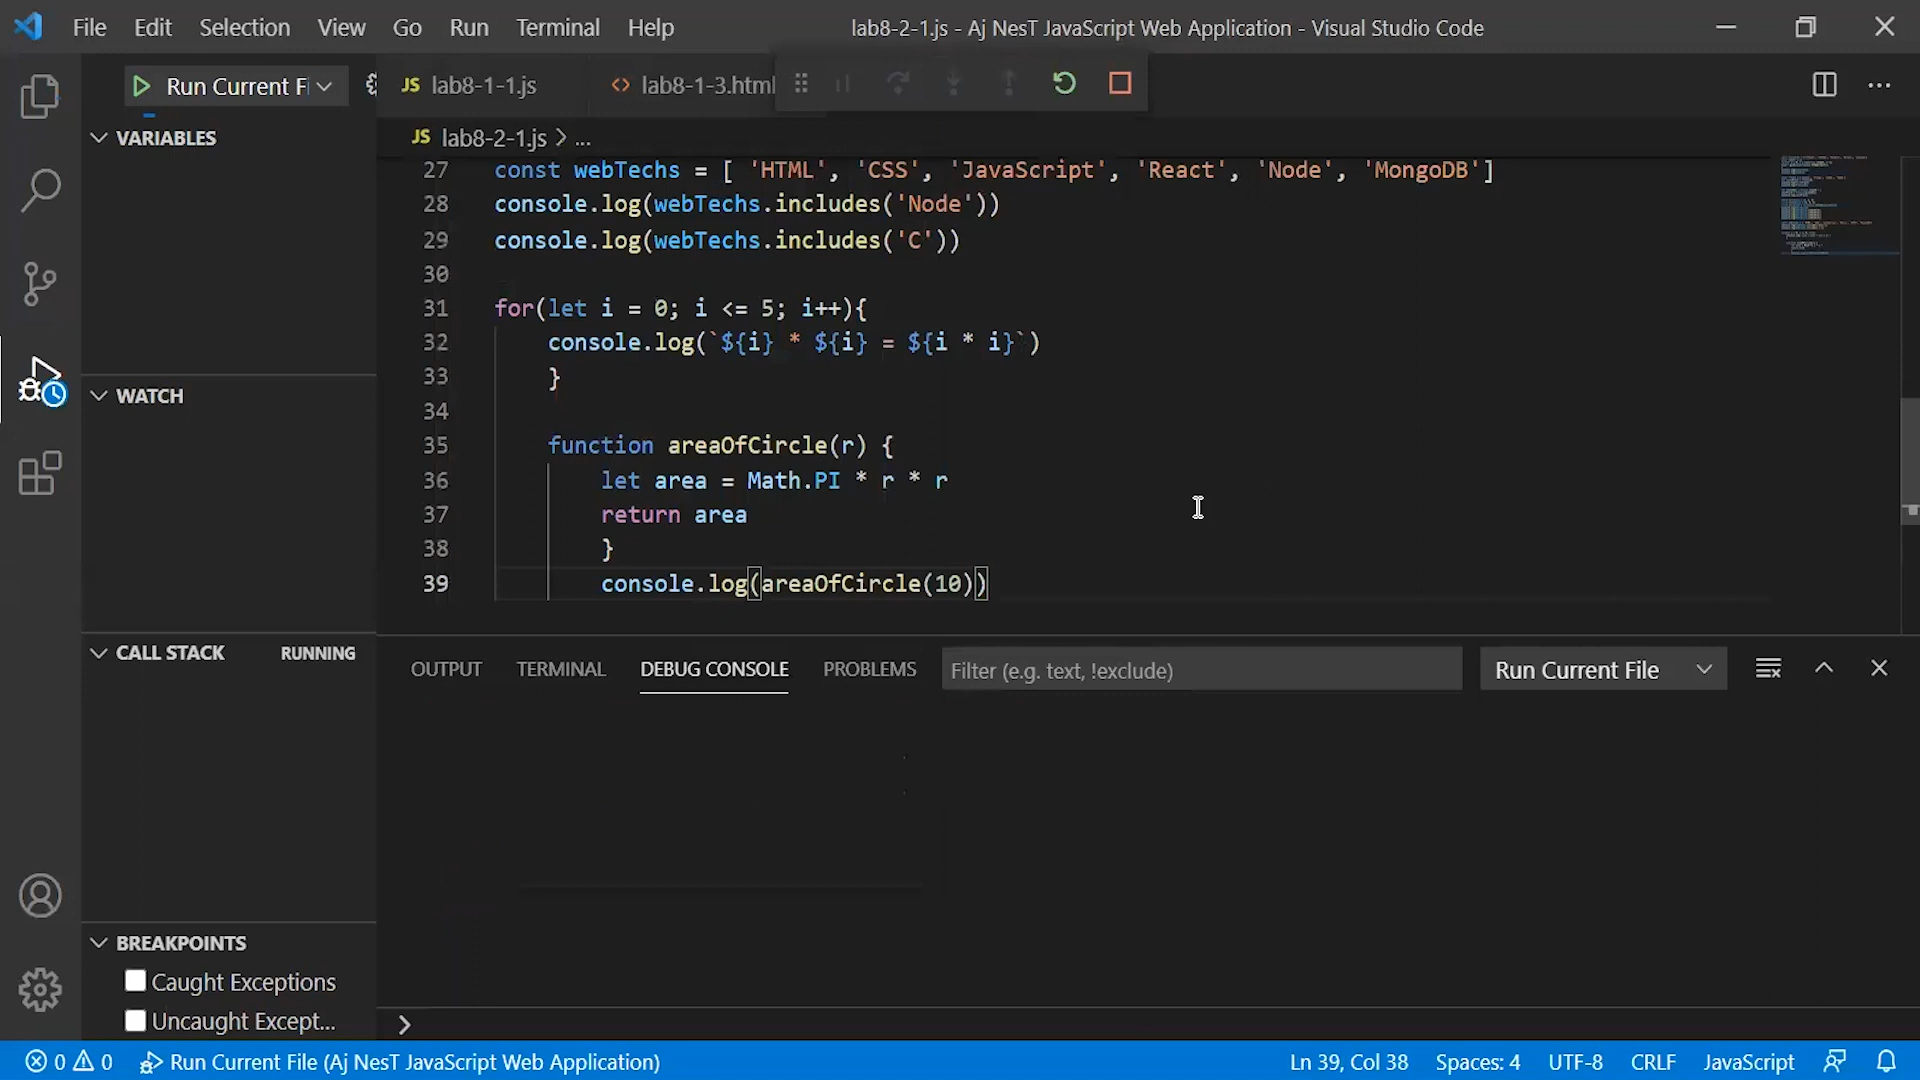 File Edit Selection View Go Run Terminal Help lab8-2-1.js - Aj NesT JavaScript Web Application - Visual Studio Code
Run Current Fi JS lab8-1-1.js <> lab8-1-3.html ...
VARIABLES
JS lab8-2-1.js > ...
27 const webTechs = [ 'HTML', 'CSS', 'JavaScript', 'React', 'Node', 'MongoDB']
28 console.log(webTechs.includes('Node'))
29 console.log(webTechs.includes('C'))
30
31 for(let i = 0; i <= 5; i++){
32 console.log(`${i} * ${i} = ${i * i}`)
33 }
34
35 function areaOfCircle(r) {
36 let area = Math.PI * r * r
37 return area
38 }
39 console.log(areaOfCircle(10))
WATCH
CALL STACK RUNNING
OUTPUT TERMINAL DEBUG CONSOLE PROBLEMS Filter (e.g. text, !exclude) Run Current File
BREAKPOINTS
Caught Exceptions
Uncaught Except...
>
0 0 Run Current File (Aj NesT JavaScript Web Application) Ln 39, Col 38 Spaces: 4 UTF-8 CRLF JavaScript